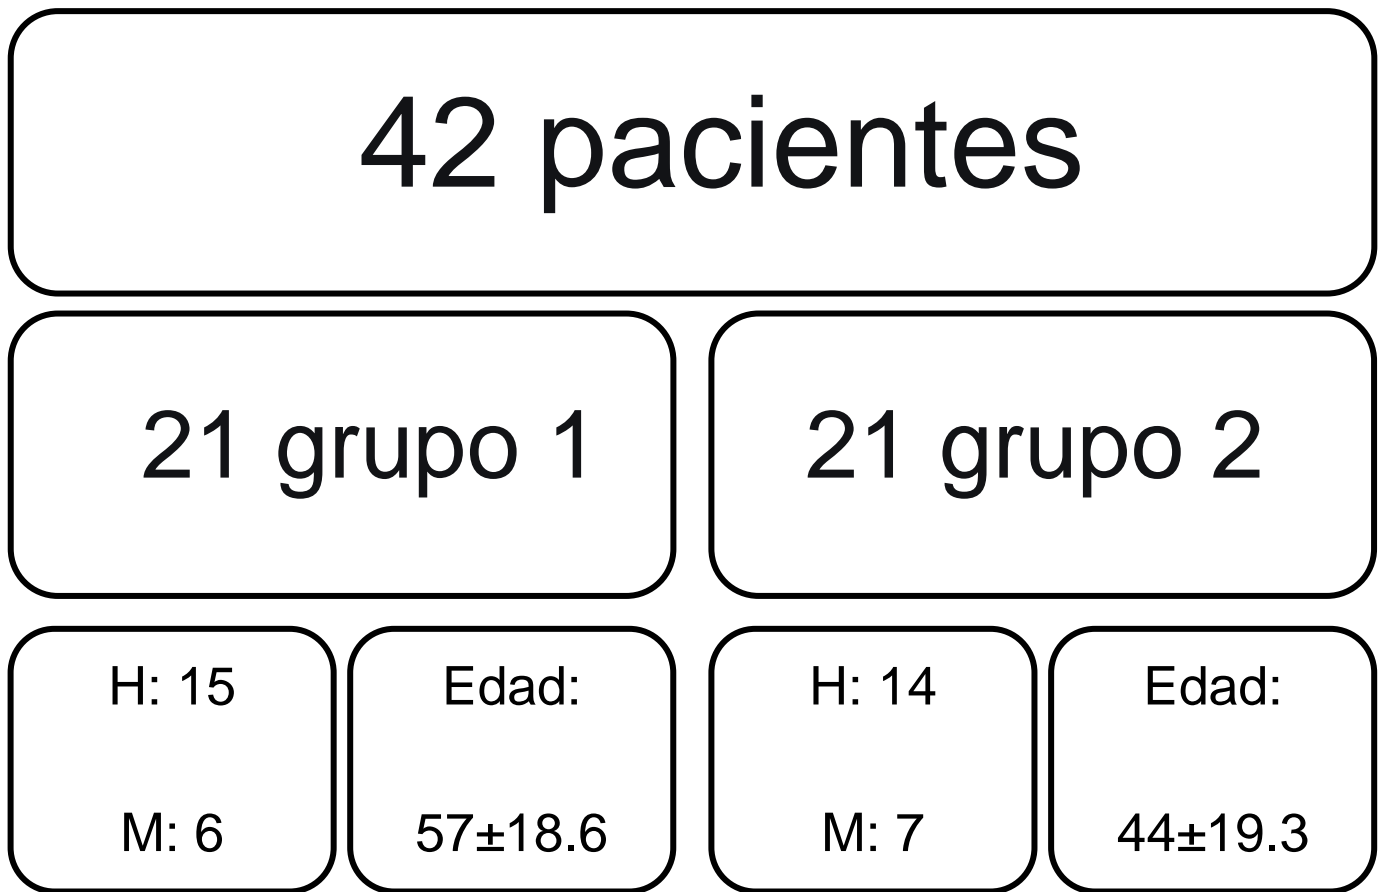 42 pacientes
21 grupo 1
21 grupo 2
H: 15
M: 6
Edad:
57±18.6
H: 14
M: 7
Edad:
44±19.3